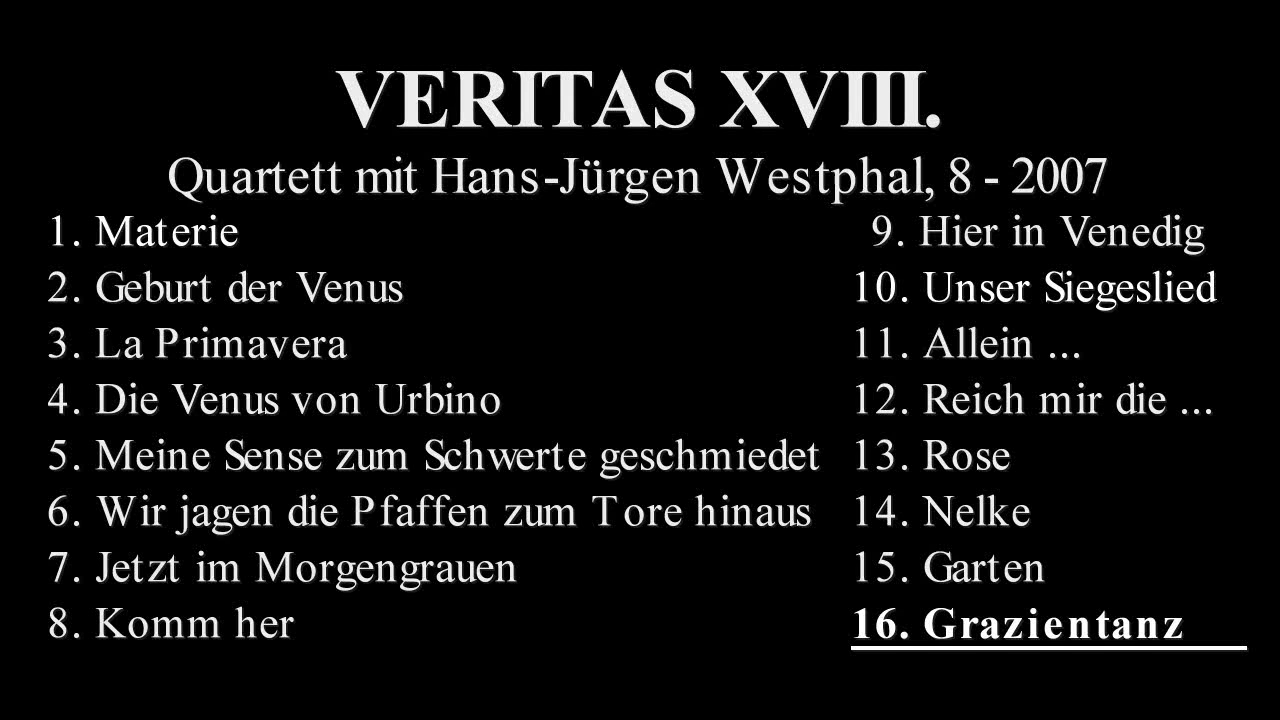 VERITAS XVIII.
Quartett mit Hans-Jürgen Westphal, 8 - 2007
1. Materie
2. Geburt der Venus
3. La Primavera
4. Die Venus von Urbino
5. Meine Sense zum Schwerte geschmiedet
6. Wir jagen die Pfaffen zum Tore hinaus
7. Jetzt im Morgengrauen
8. Komm her
9. Hier in Venedig
10. Unser Siegeslied
11. Allein ...
12. Reich mir die ...
13. Rose
14. Nelke
15. Garten
16. Grazientanz